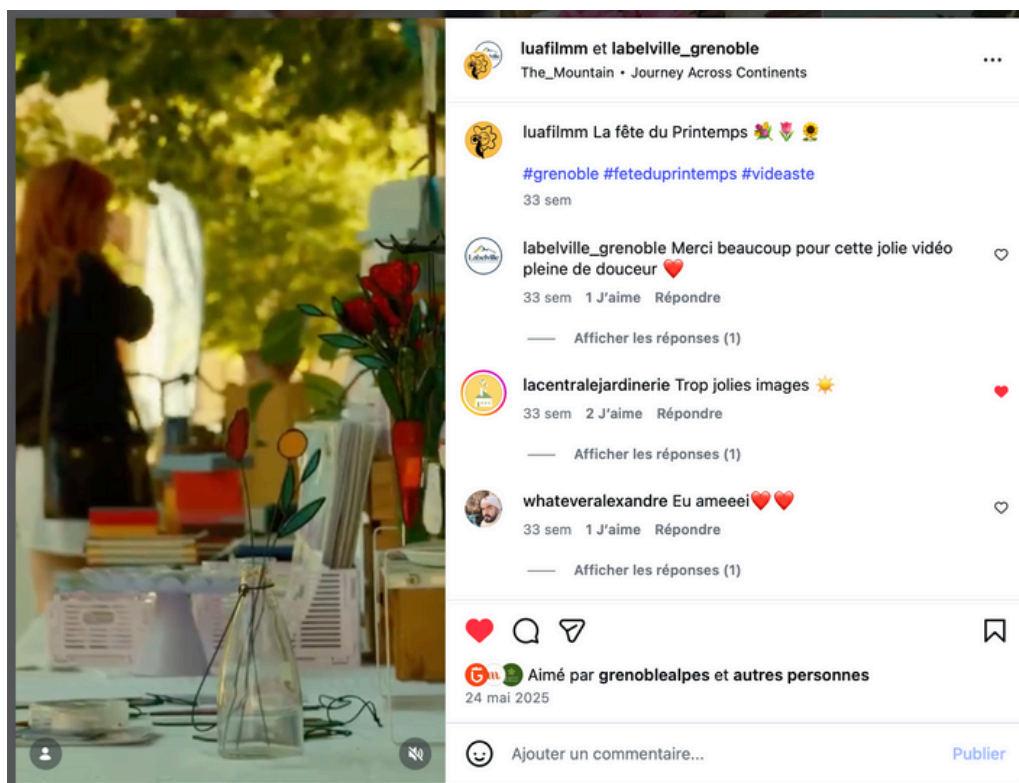 luafilmm et labelville_grenoble
The_Mountain • Journey Across Continents
luafilmm La fête du Printemps 💐 🌷 🌻
#grenoble #feteduprintemps #videaste
33 sem
Labelville
labelville_grenoble Merci beaucoup pour cette jolie vidéo
pleine de douceur ❤️
33 sem 1 J'aime Répondre
Afficher les réponses (1)
lacentralejardinerie Trop jolies images ☀️
33 sem 2 J'aime Répondre
Afficher les réponses (1)
whateveralexandre Eu ameeei❤️❤️
33 sem 1 J'aime Répondre
Afficher les réponses (1)
Aimé par grenoblealpes et autres personnes
24 mai 2025
Ajouter un commentaire...
Publier